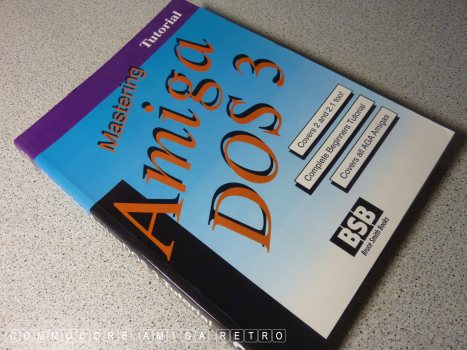 Tutorial
Mastering
Amiga
DOS 3
Covers 2 and 2.1 too!
Complete Beginners Tutorial
Covers all AGA Amigas
BSB
Bruce Smith Books
COMMODORE AMIGA RETRO